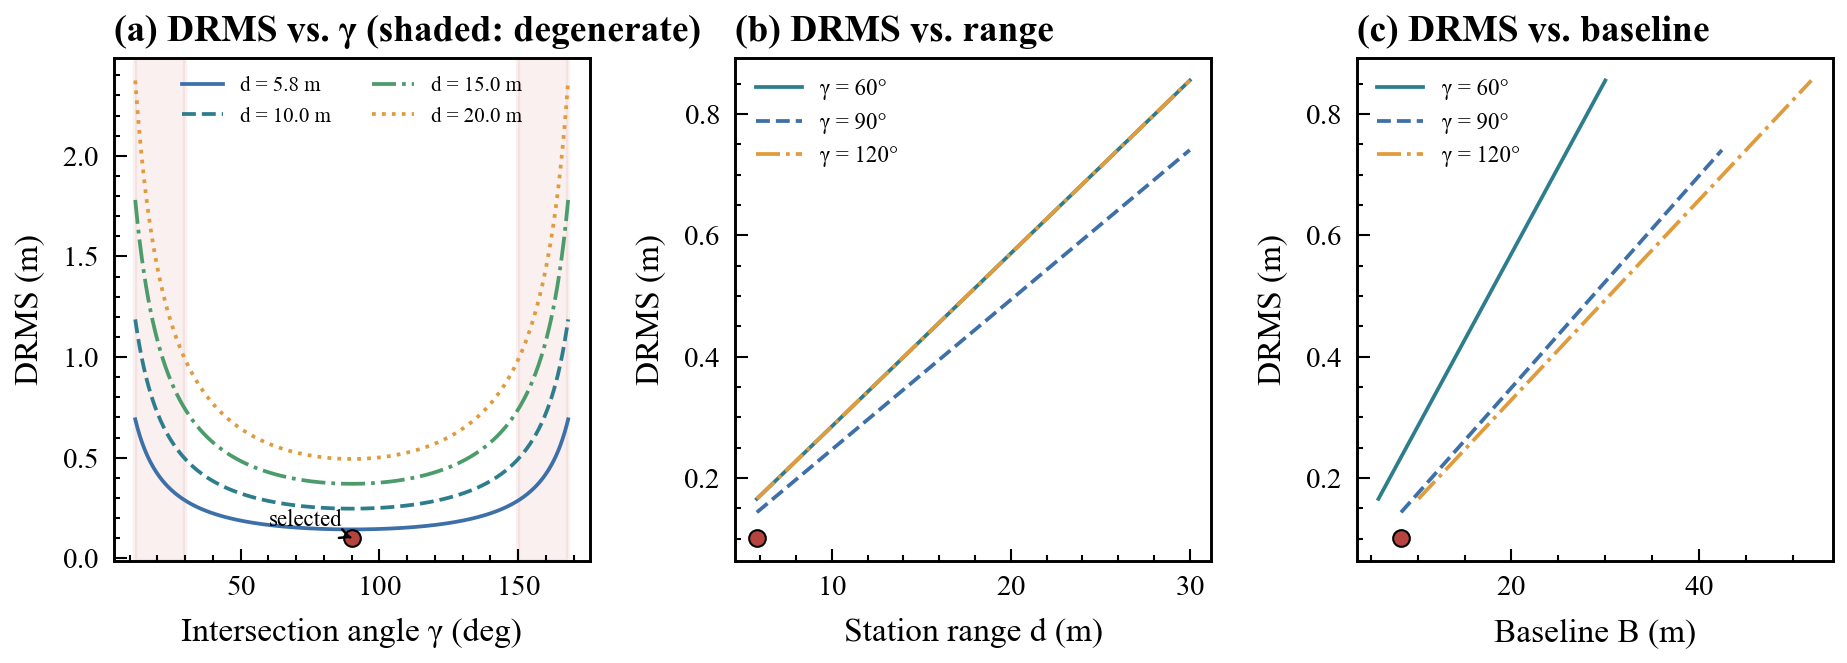 (a) DRMS vs. γ (shaded: degenerate)
d = 5.8 m
d = 10.0 m
d = 15.0 m
d = 20.0 m
selected
DRMS (m)
2.0
1.5
1.0
0.5
0.0
50
100
150
Intersection angle γ (deg)
(b) DRMS vs. range
γ = 60°
γ = 90°
γ = 120°
DRMS (m)
0.8
0.6
0.4
0.2
10
20
30
Station range d (m)
(c) DRMS vs. baseline
γ = 60°
γ = 90°
γ = 120°
DRMS (m)
0.8
0.6
0.4
0.2
20
40
Baseline B (m)